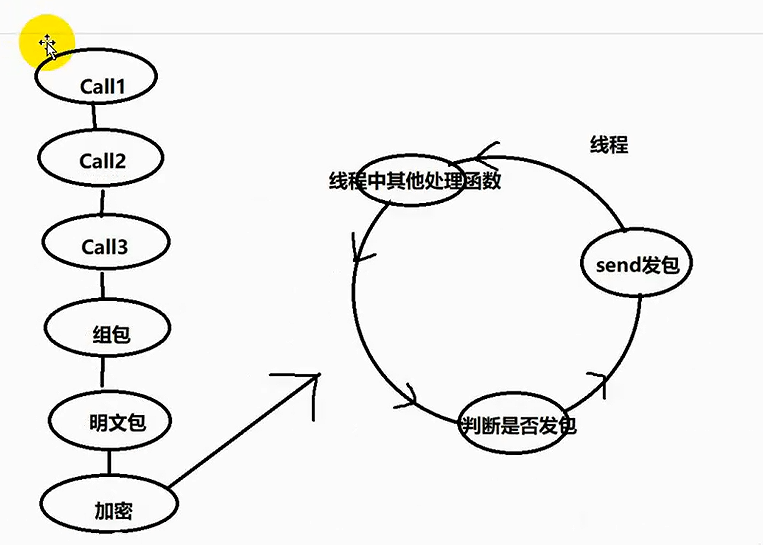 Call1
Call2
Call3
组包
明文包
加密
线程
线程中其他处理函数
send发包
判断是否发包